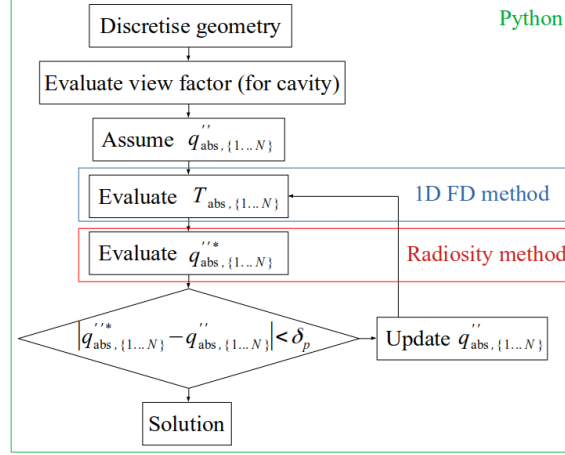 Python
Discretise geometry
Evaluate view factor (for cavity)
Assume q''abs,{1...N}
Evaluate Tabs,{1...N}
1D FD method
Evaluate q''*abs,{1...N}
Radiosity method
|q''*abs,{1...N}−q''abs,{1...N}|<δp
Update q''abs,{1...N}
Solution